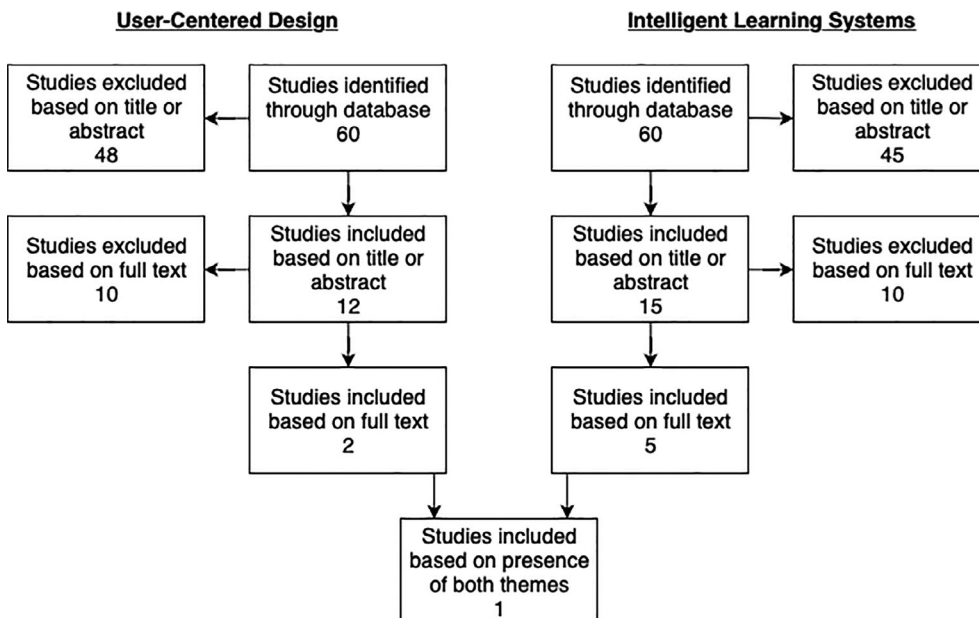 User-Centered Design
Intelligent Learning Systems
Studies excluded
based on title or
abstract
48
Studies identified
through database
60
Studies identified
through database
60
Studies excluded
based on title or
abstract
45
Studies excluded
based on full text
10
Studies included
based on title or
abstract
12
Studies included
based on title or
abstract
15
Studies excluded
based on full text
10
Studies included
based on full text
2
Studies included
based on full text
5
Studies included
based on presence
of both themes
1